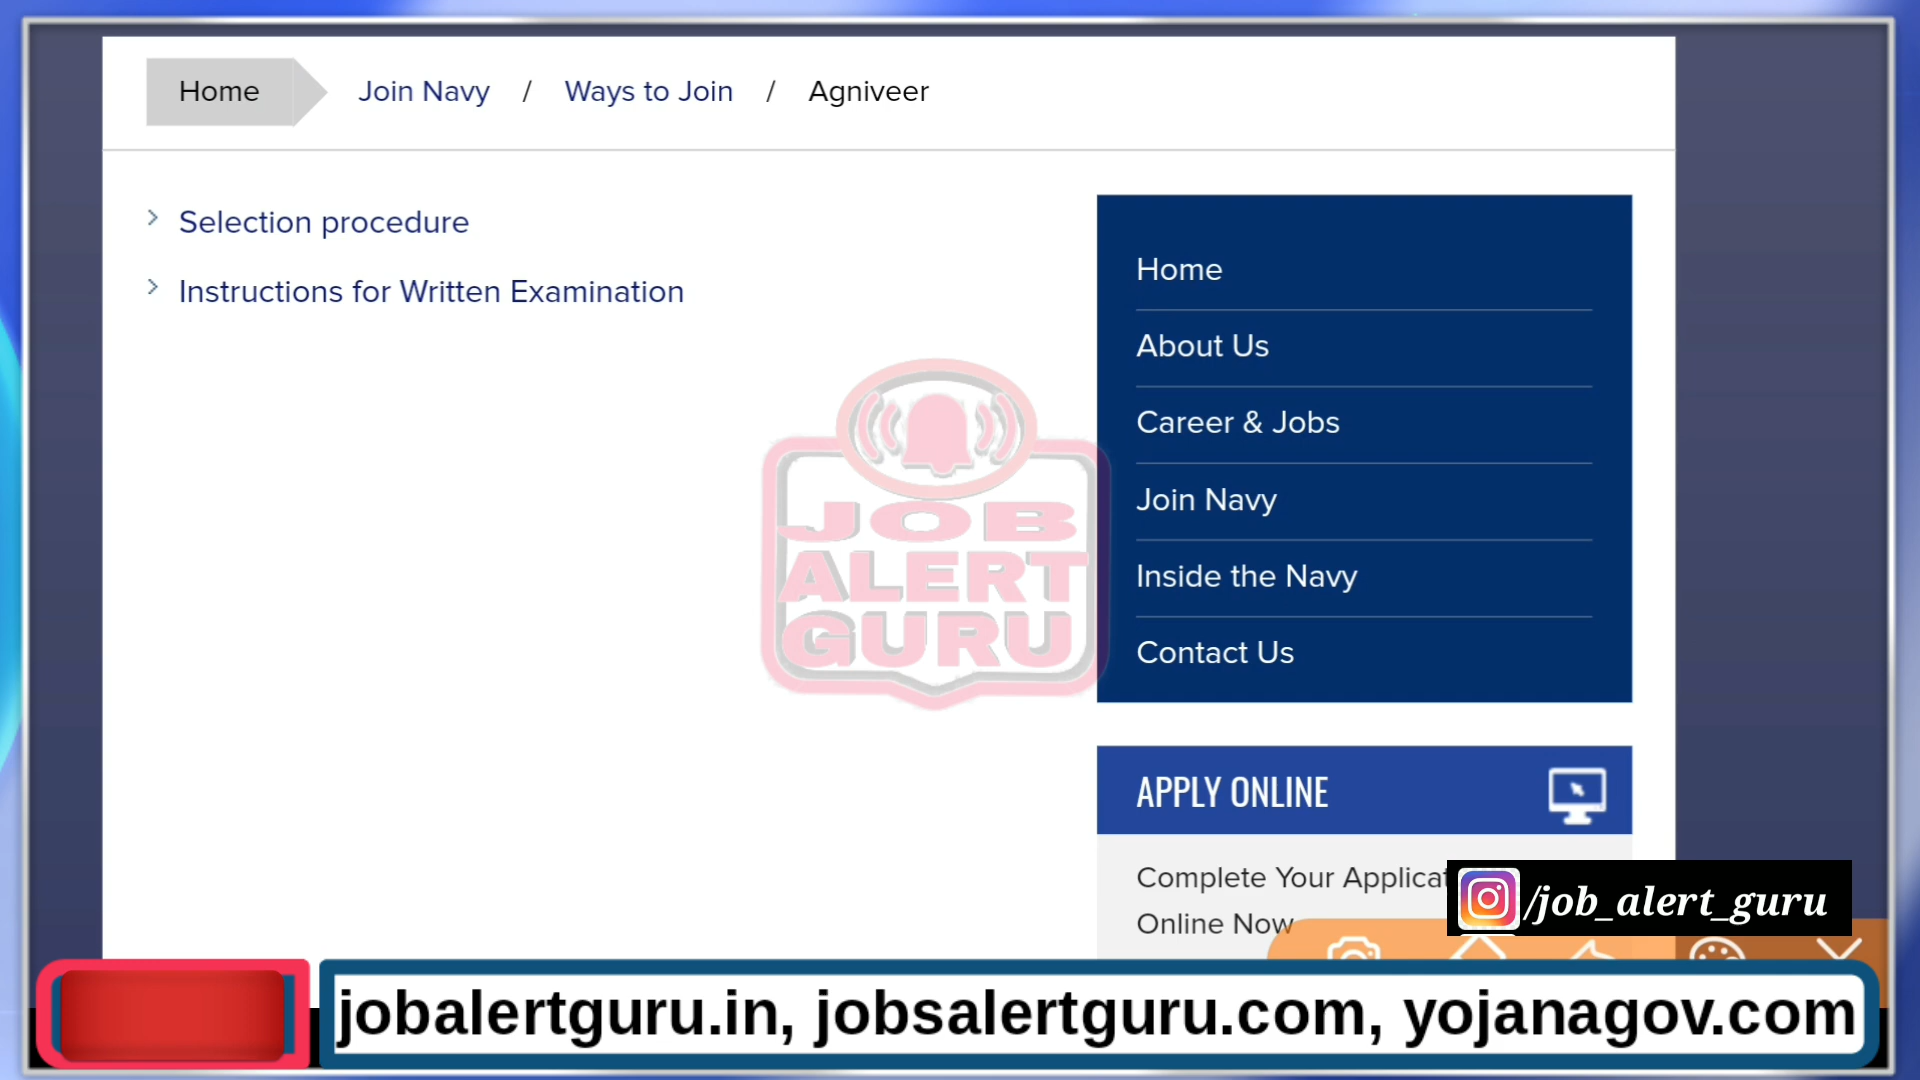 Home Join Navy / Ways to Join / Agniveer
Selection procedure
Instructions for Written Examination
Home
About Us
Career & Jobs
Join Navy
Inside the Navy
Contact Us
JOB
ALERT
GURU
APPLY ONLINE
Complete Your
Online Now
/job_alert_guru
jobalertguru.in, jobsalertguru.com, yojanagov.com